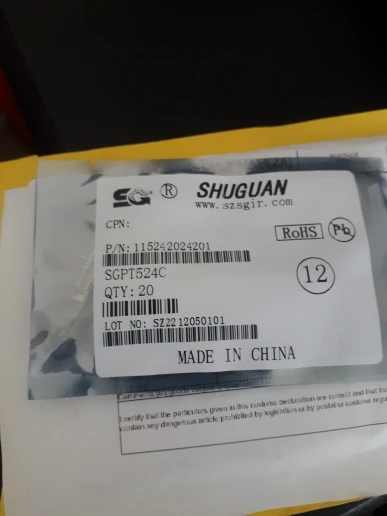 SG ® SHUGUAN
www.szsgir.com
CPN:
RoHS Pb
P/N: 115242024201
SGPT524C
QTY: 20
12
LOT NO: SZ2212050101
MADE IN CHINA
I certify that the particulars given in this customs declaration are correct and that
contain any dangerous article prohibited by legislation or by postal or customs